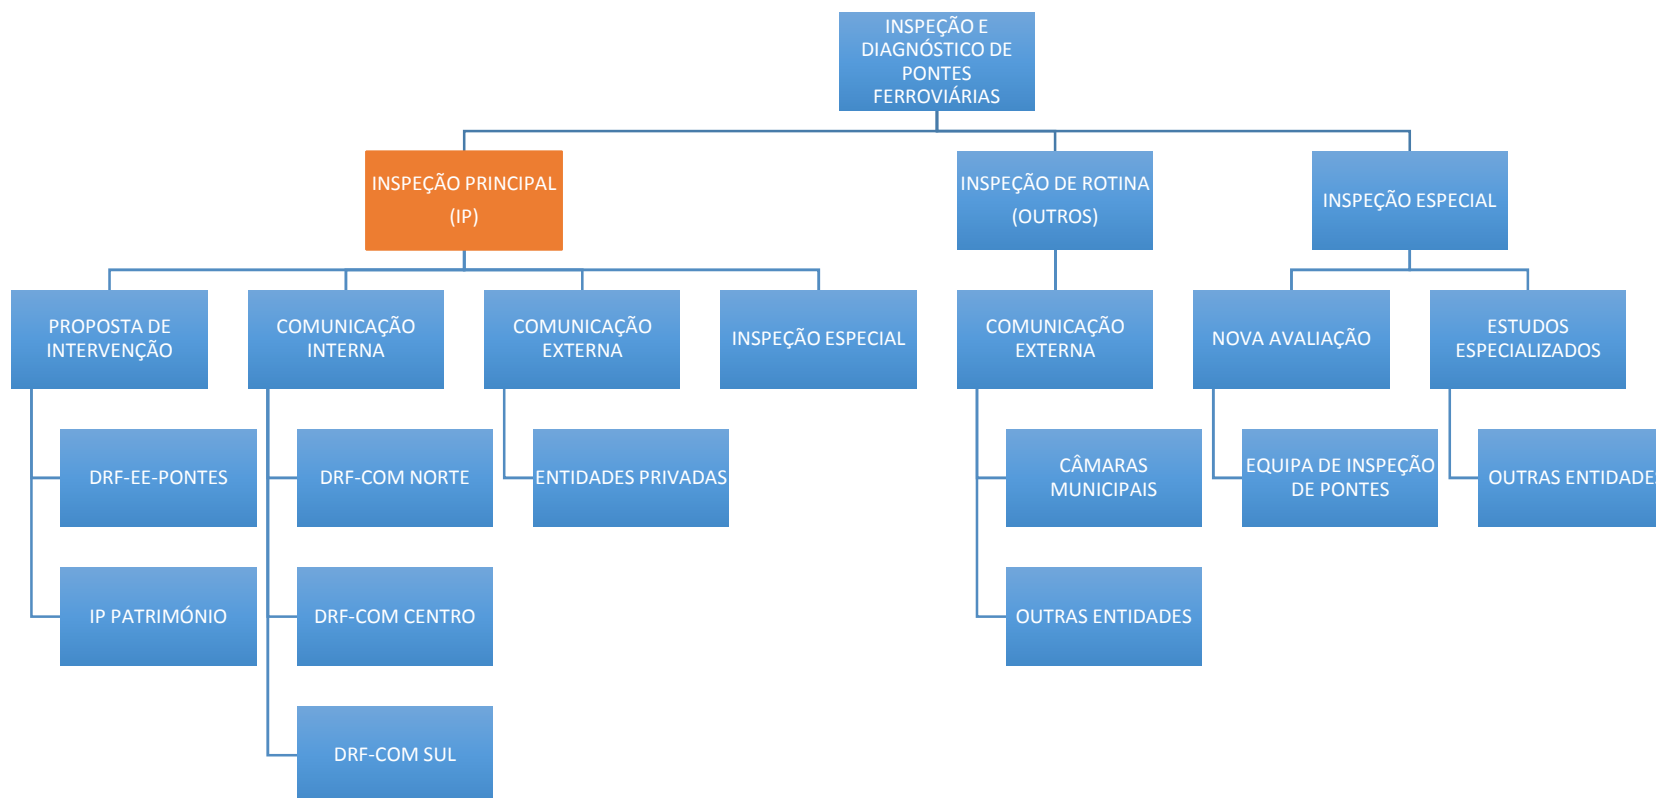 INSPEÇÃO E
DIAGNÓSTICO DE
PONTES
FERROVIÁRIAS
INSPEÇÃO PRINCIPAL
(IP)
INSPEÇÃO DE ROTINA
(OUTROS)
INSPEÇÃO ESPECIAL
PROPOSTA DE
INTERVENÇÃO
COMUNICAÇÃO
INTERNA
COMUNICAÇÃO
EXTERNA
INSPEÇÃO ESPECIAL
COMUNICAÇÃO
EXTERNA
NOVA AVALIAÇÃO
ESTUDOS
ESPECIALIZADOS
DRF-EE-PONTES
DRF-COM NORTE
ENTIDADES PRIVADAS
CÂMARAS
MUNICIPAIS
EQUIPA DE INSPEÇÃO
DE PONTES
OUTRAS ENTIDADES
IP PATRIMÓNIO
DRF-COM CENTRO
OUTRAS ENTIDADES
DRF-COM SUL